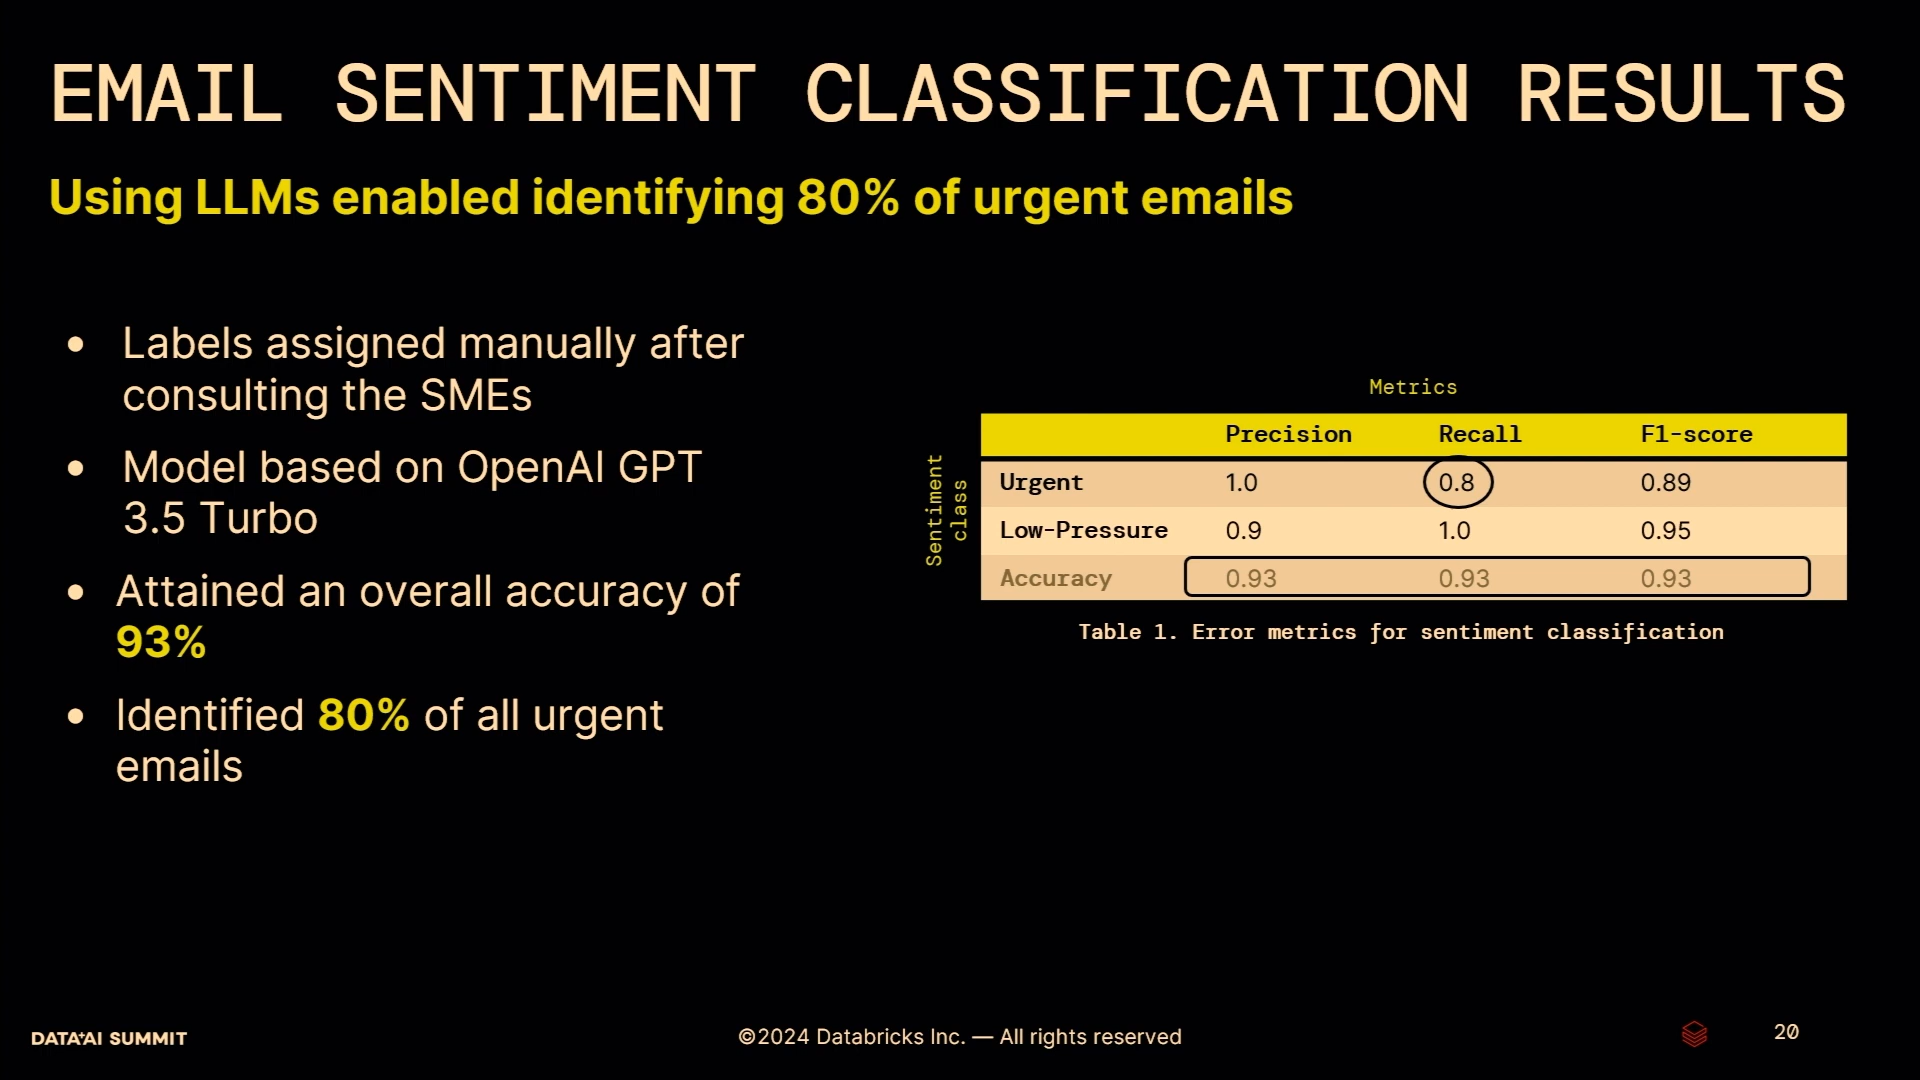 EMAIL SENTIMENT CLASSIFICATION RESULTS
Using LLMs enabled identifying 80% of urgent emails
• Labels assigned manually after
consulting the SMEs
• Model based on OpenAI GPT
3.5 Turbo
• Attained an overall accuracy of
93%
• Identified 80% of all urgent
emails
Metrics
Sentiment
class
Precision Recall F1-score
Urgent 1.0 0.8 0.89
Low-Pressure 0.9 1.0 0.95
Accuracy 0.93 0.93 0.93
Table 1. Error metrics for sentiment classification
DATA+AI SUMMIT
©2024 Databricks Inc. — All rights reserved
20